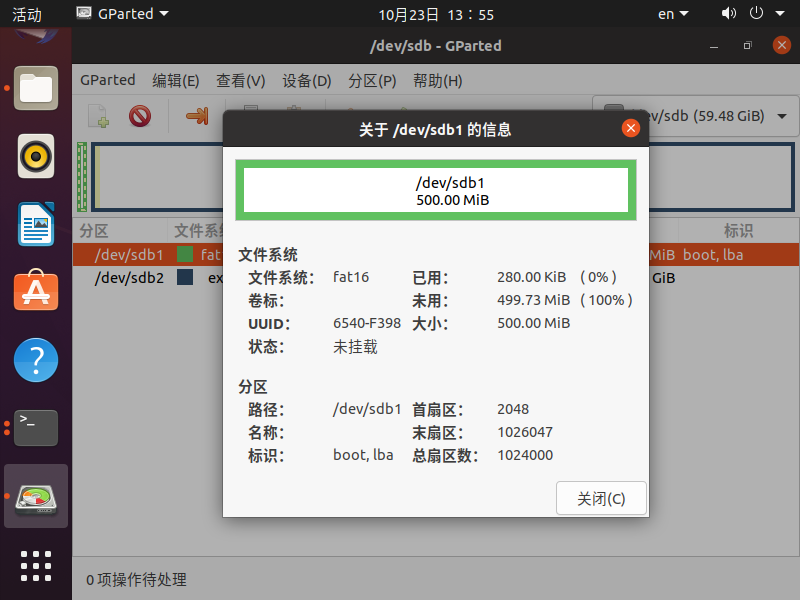 活动
GParted
10月23日 13：55
en
/dev/sdb - GParted
GParted 编辑(E) 查看(V) 设备(D) 分区(P) 帮助(H)
/dev/sdb (59.48 GiB)
关于 /dev/sdb1 的信息
/dev/sdb1
500.00 MiB
分区 文件系统 标识
/dev/sdb1 fat MiB boot, lba
/dev/sdb2 ex GiB
文件系统
文件系统： fat16 已用： 280.00 KiB ( 0% )
卷标： 未用： 499.73 MiB ( 100% )
UUID： 6540-F398 大小： 500.00 MiB
状态： 未挂载
分区
路径： /dev/sdb1 首扇区： 2048
名称： 末扇区： 1026047
标识： boot, lba 总扇区数： 1024000
关闭(C)
0 项操作待处理